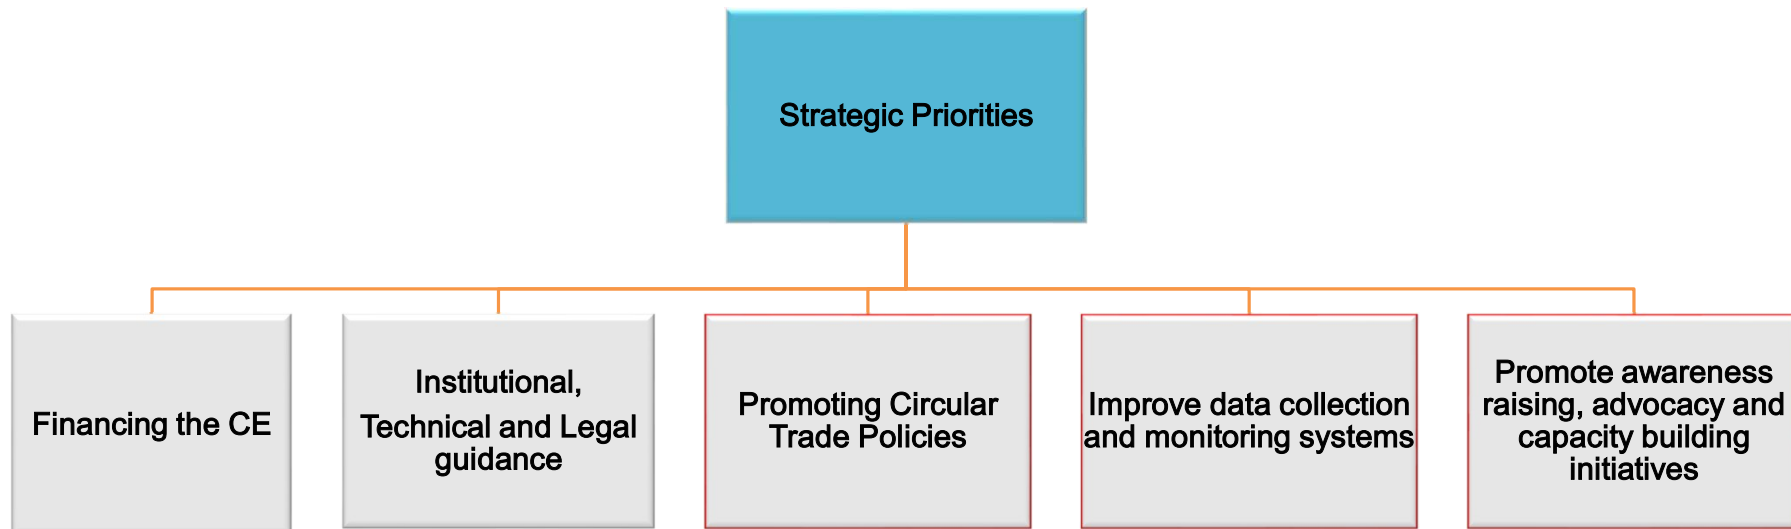 Strategic Priorities
Financing the CE
Institutional,
Technical and Legal
guidance
Promoting Circular
Trade Policies
Improve data collection
and monitoring systems
Promote awareness
raising, advocacy and
capacity building
initiatives